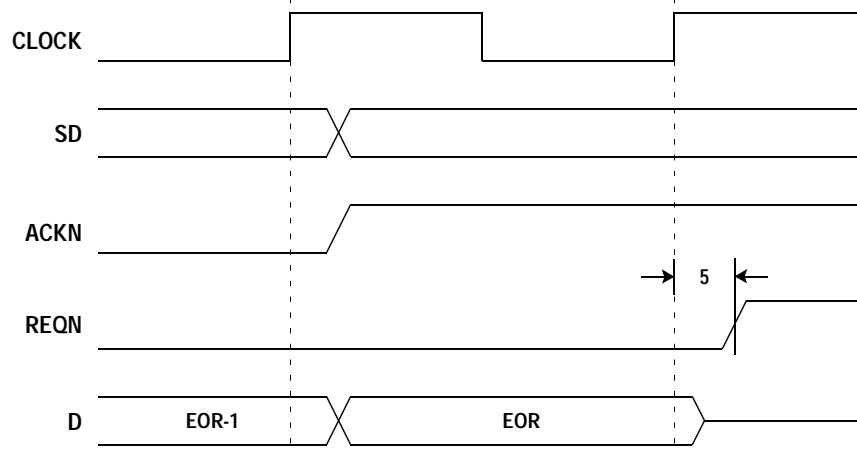 CLOCK
SD
ACKN
5
REQN
D EOR-1 EOR